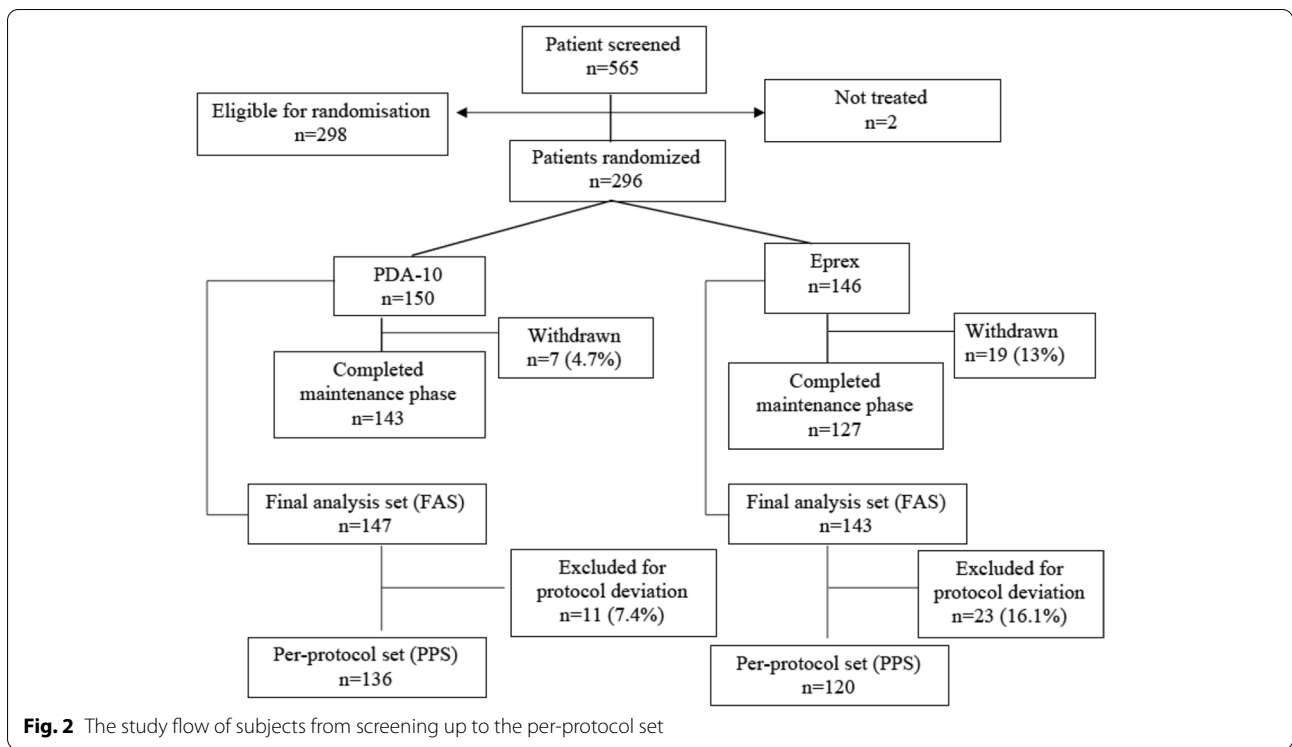 Patient screened
n=565
Eligible for randomisation
n=298
Not treated
n=2
Patients randomized
n=296
PDA-10
n=150
Eprex
n=146
Withdrawn
n=7 (4.7%)
Withdrawn
n=19 (13%)
Completed
maintenance phase
n=143
Completed
maintenance phase
n=127
Final analysis set (FAS)
n=147
Final analysis set (FAS)
n=143
Excluded for
protocol deviation
n=11 (7.4%)
Excluded for
protocol deviation
n=23 (16.1%)
Per-protocol set (PPS)
n=136
Per-protocol set (PPS)
n=120
Fig. 2 The study flow of subjects from screening up to the per-protocol set